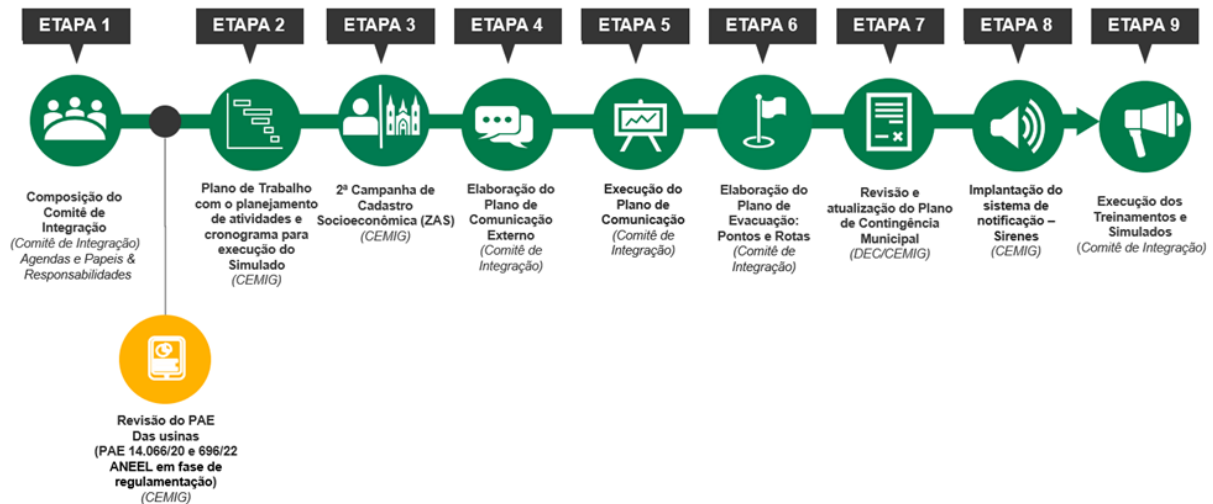 ETAPA 1
ETAPA 2
ETAPA 3
ETAPA 4
ETAPA 5
ETAPA 6
ETAPA 7
ETAPA 8
ETAPA 9
Composição do
Comitê de
Integração
(Comitê de Integração)
Agendas e Papeis &
Responsabilidades
Plano de Trabalho
com o planejamento
de atividades e
cronograma para
execução do
Simulado
(CEMIG)
2ª Campanha de
Cadastro
Socioeconômica (ZAS)
(CEMIG)
Elaboração do
Plano de
Comunicação
Externo
(Comitê de
Integração)
Execução do
Plano de
Comunicação
(Comitê de
Integração)
Elaboração do
Plano de
Evacuação:
Pontos e Rotas
(Comitê de
Integração)
Revisão e
atualização do Plano
de Contingência
Municipal
(DEC/CEMIG)
Implantação do
sistema de
notificação –
Sirenes
(CEMIG)
Execução dos
Treinamentos e
Simulados
(Comitê de Integração)
Revisão do PAE
Das usinas
(PAE 14.066/20 e 696/22
ANEEL em fase de
regulamentação)
(CEMIG)